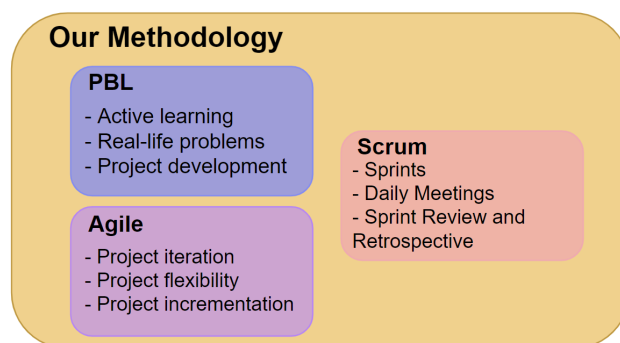 Our Methodology
PBL
- Active learning
- Real-life problems
- Project development
Agile
- Project iteration
- Project flexibility
- Project incrementation
Scrum
- Sprints
- Daily Meetings
- Sprint Review and
Retrospective